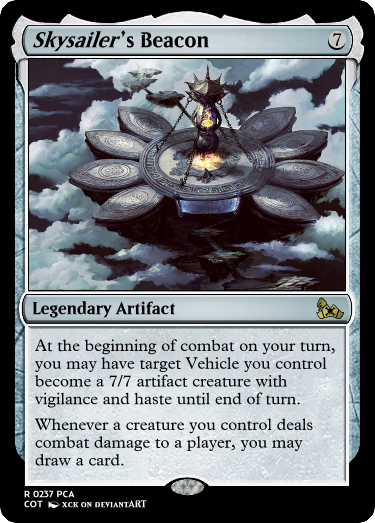 Skysailer's Beacon 7
Legendary Artifact
At the beginning of combat on your turn,
you may have target Vehicle you control
become a 7/7 artifact creature with
vigilance and haste until end of turn.
Whenever a creature you control deals
combat damage to a player, you may
draw a card.
R 0237 PCA
COT XCK ON DEVIANTART